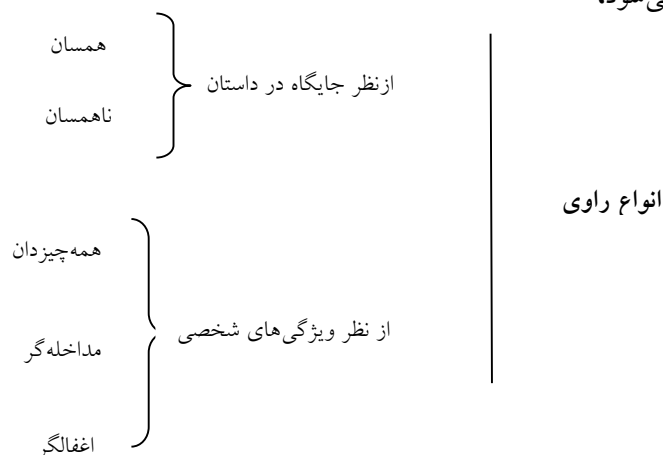 انواع راوی
ازنظر جایگاه در داستان
همسان
ناهمسان
از نظر ویژگی‌های شخصی
همه‌چیزدان
مداخله‌گر
اغفالگر